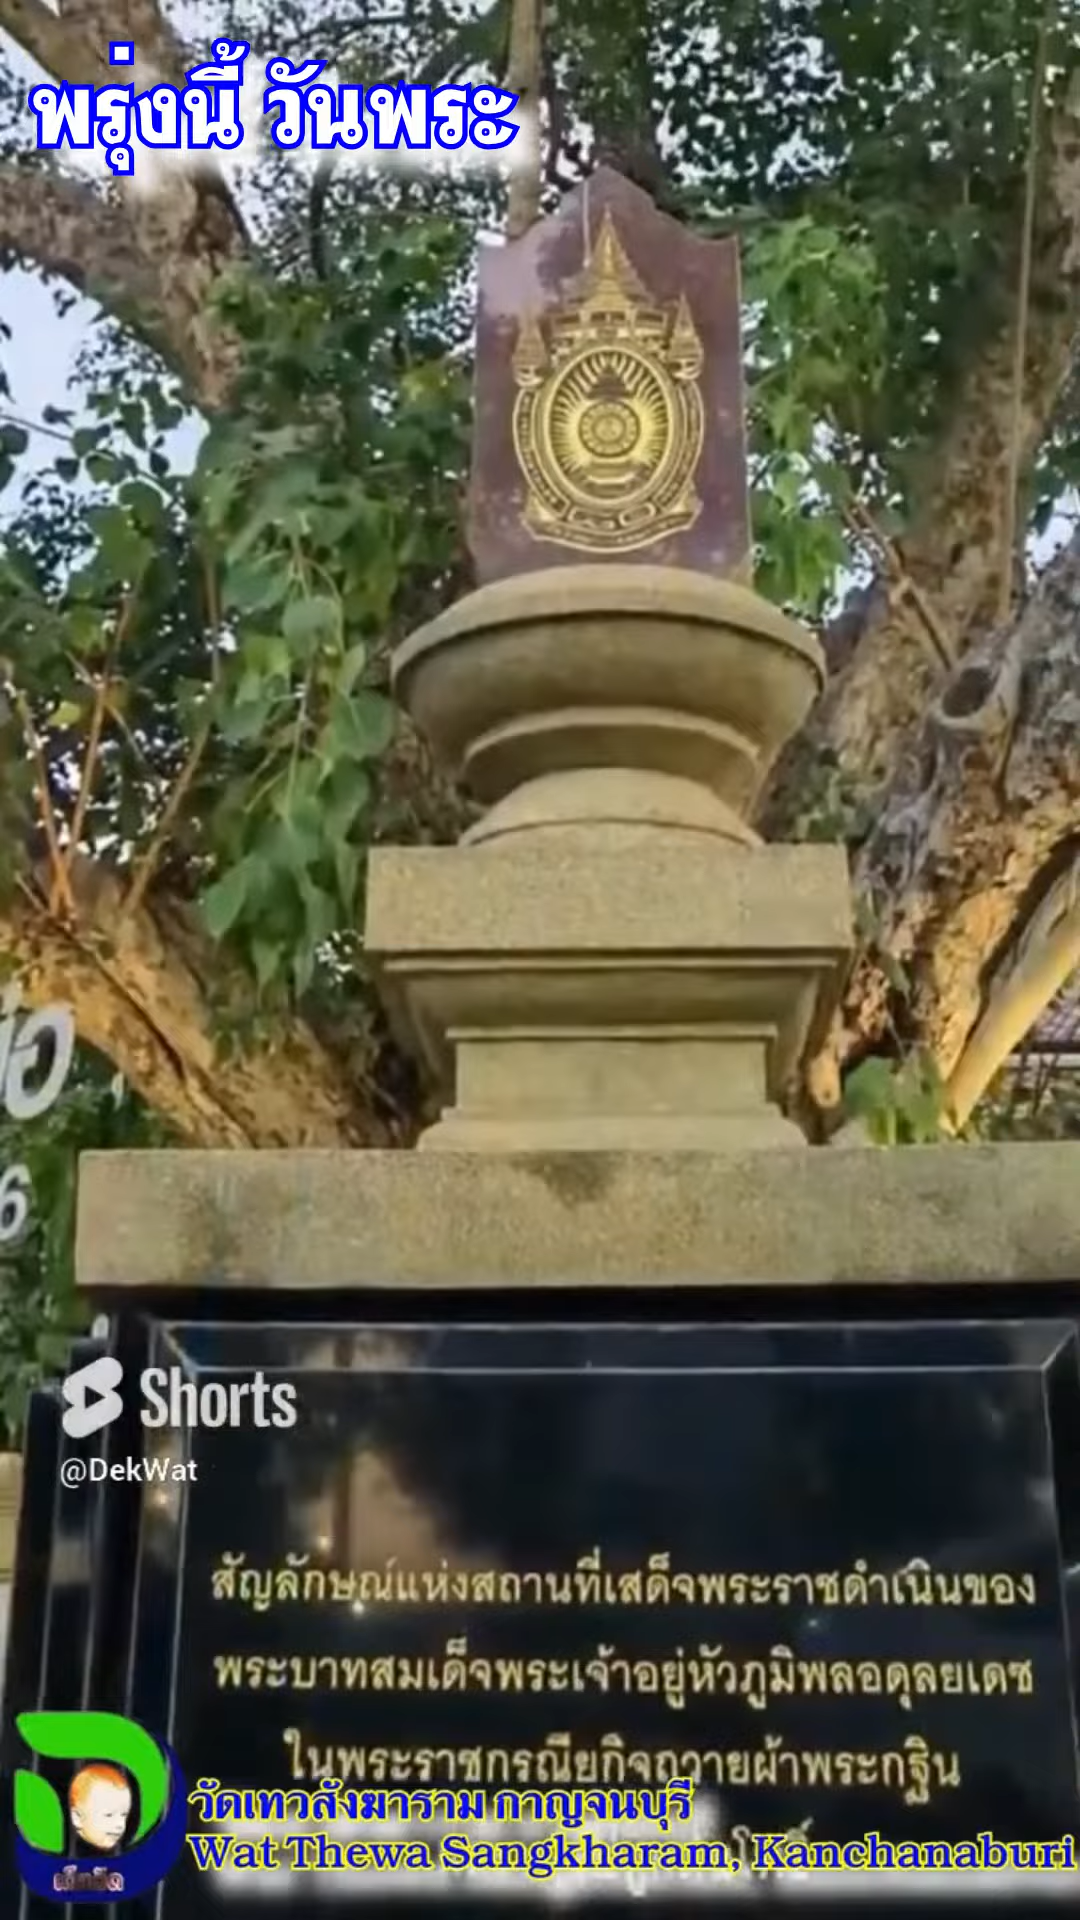 พรุ่งนี้ วันพระ
6
Shorts
@DekWat
สัญลักษณ์แห่งสถานที่เสด็จพระราชดำเนินของ
พระบาทสมเด็จพระเจ้าอยู่หัวภูมิพลอดุลยเดช
ในพระราชกรณียกิจถวายผ้าพระกฐิน
วัดเทวสังฆาราม กาญจนบุรี
Wat Thewa Sangkharam, Kanchanaburi
เด็กวัด